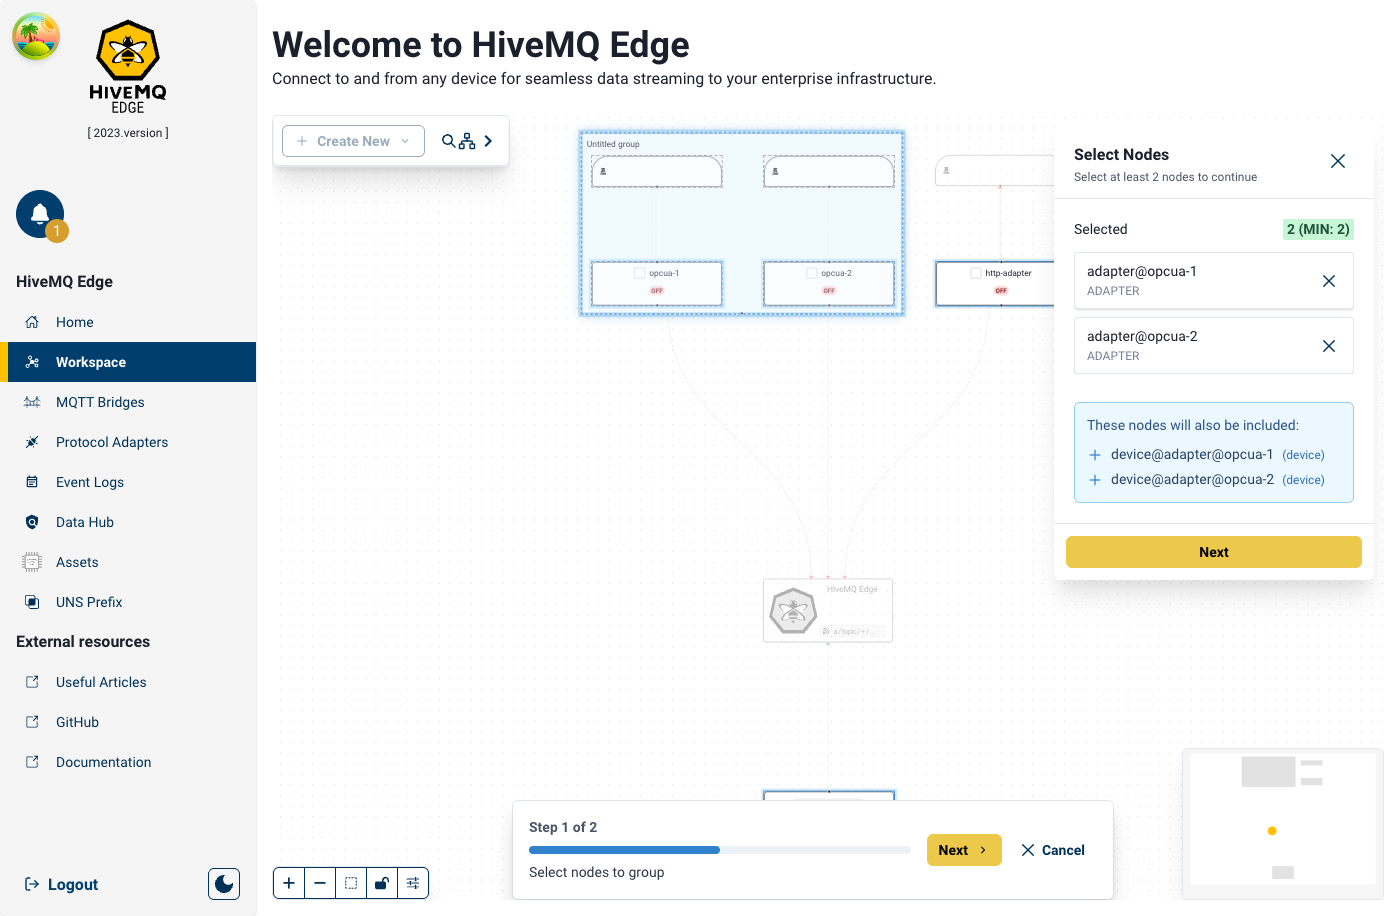 HiveMQ
EDGE
[ 2023.version ]
1
HiveMQ Edge
Home
Workspace
MQTT Bridges
Protocol Adapters
Event Logs
Data Hub
Assets
UNS Prefix
External resources
Useful Articles
GitHub
Documentation
Logout
Welcome to HiveMQ Edge
Connect to and from any device for seamless data streaming to your enterprise infrastructure.
Create New
Untitled group
opcua-1
OFF
opcua-2
OFF
http-adapter
OFF
HiveMQ Edge
a/topic/+/...
Select Nodes
Select at least 2 nodes to continue
Selected
2 (MIN: 2)
adapter@opcua-1
ADAPTER
adapter@opcua-2
ADAPTER
These nodes will also be included:
device@adapter@opcua-1 (device)
device@adapter@opcua-2 (device)
Next
Step 1 of 2
Select nodes to group
Next
Cancel